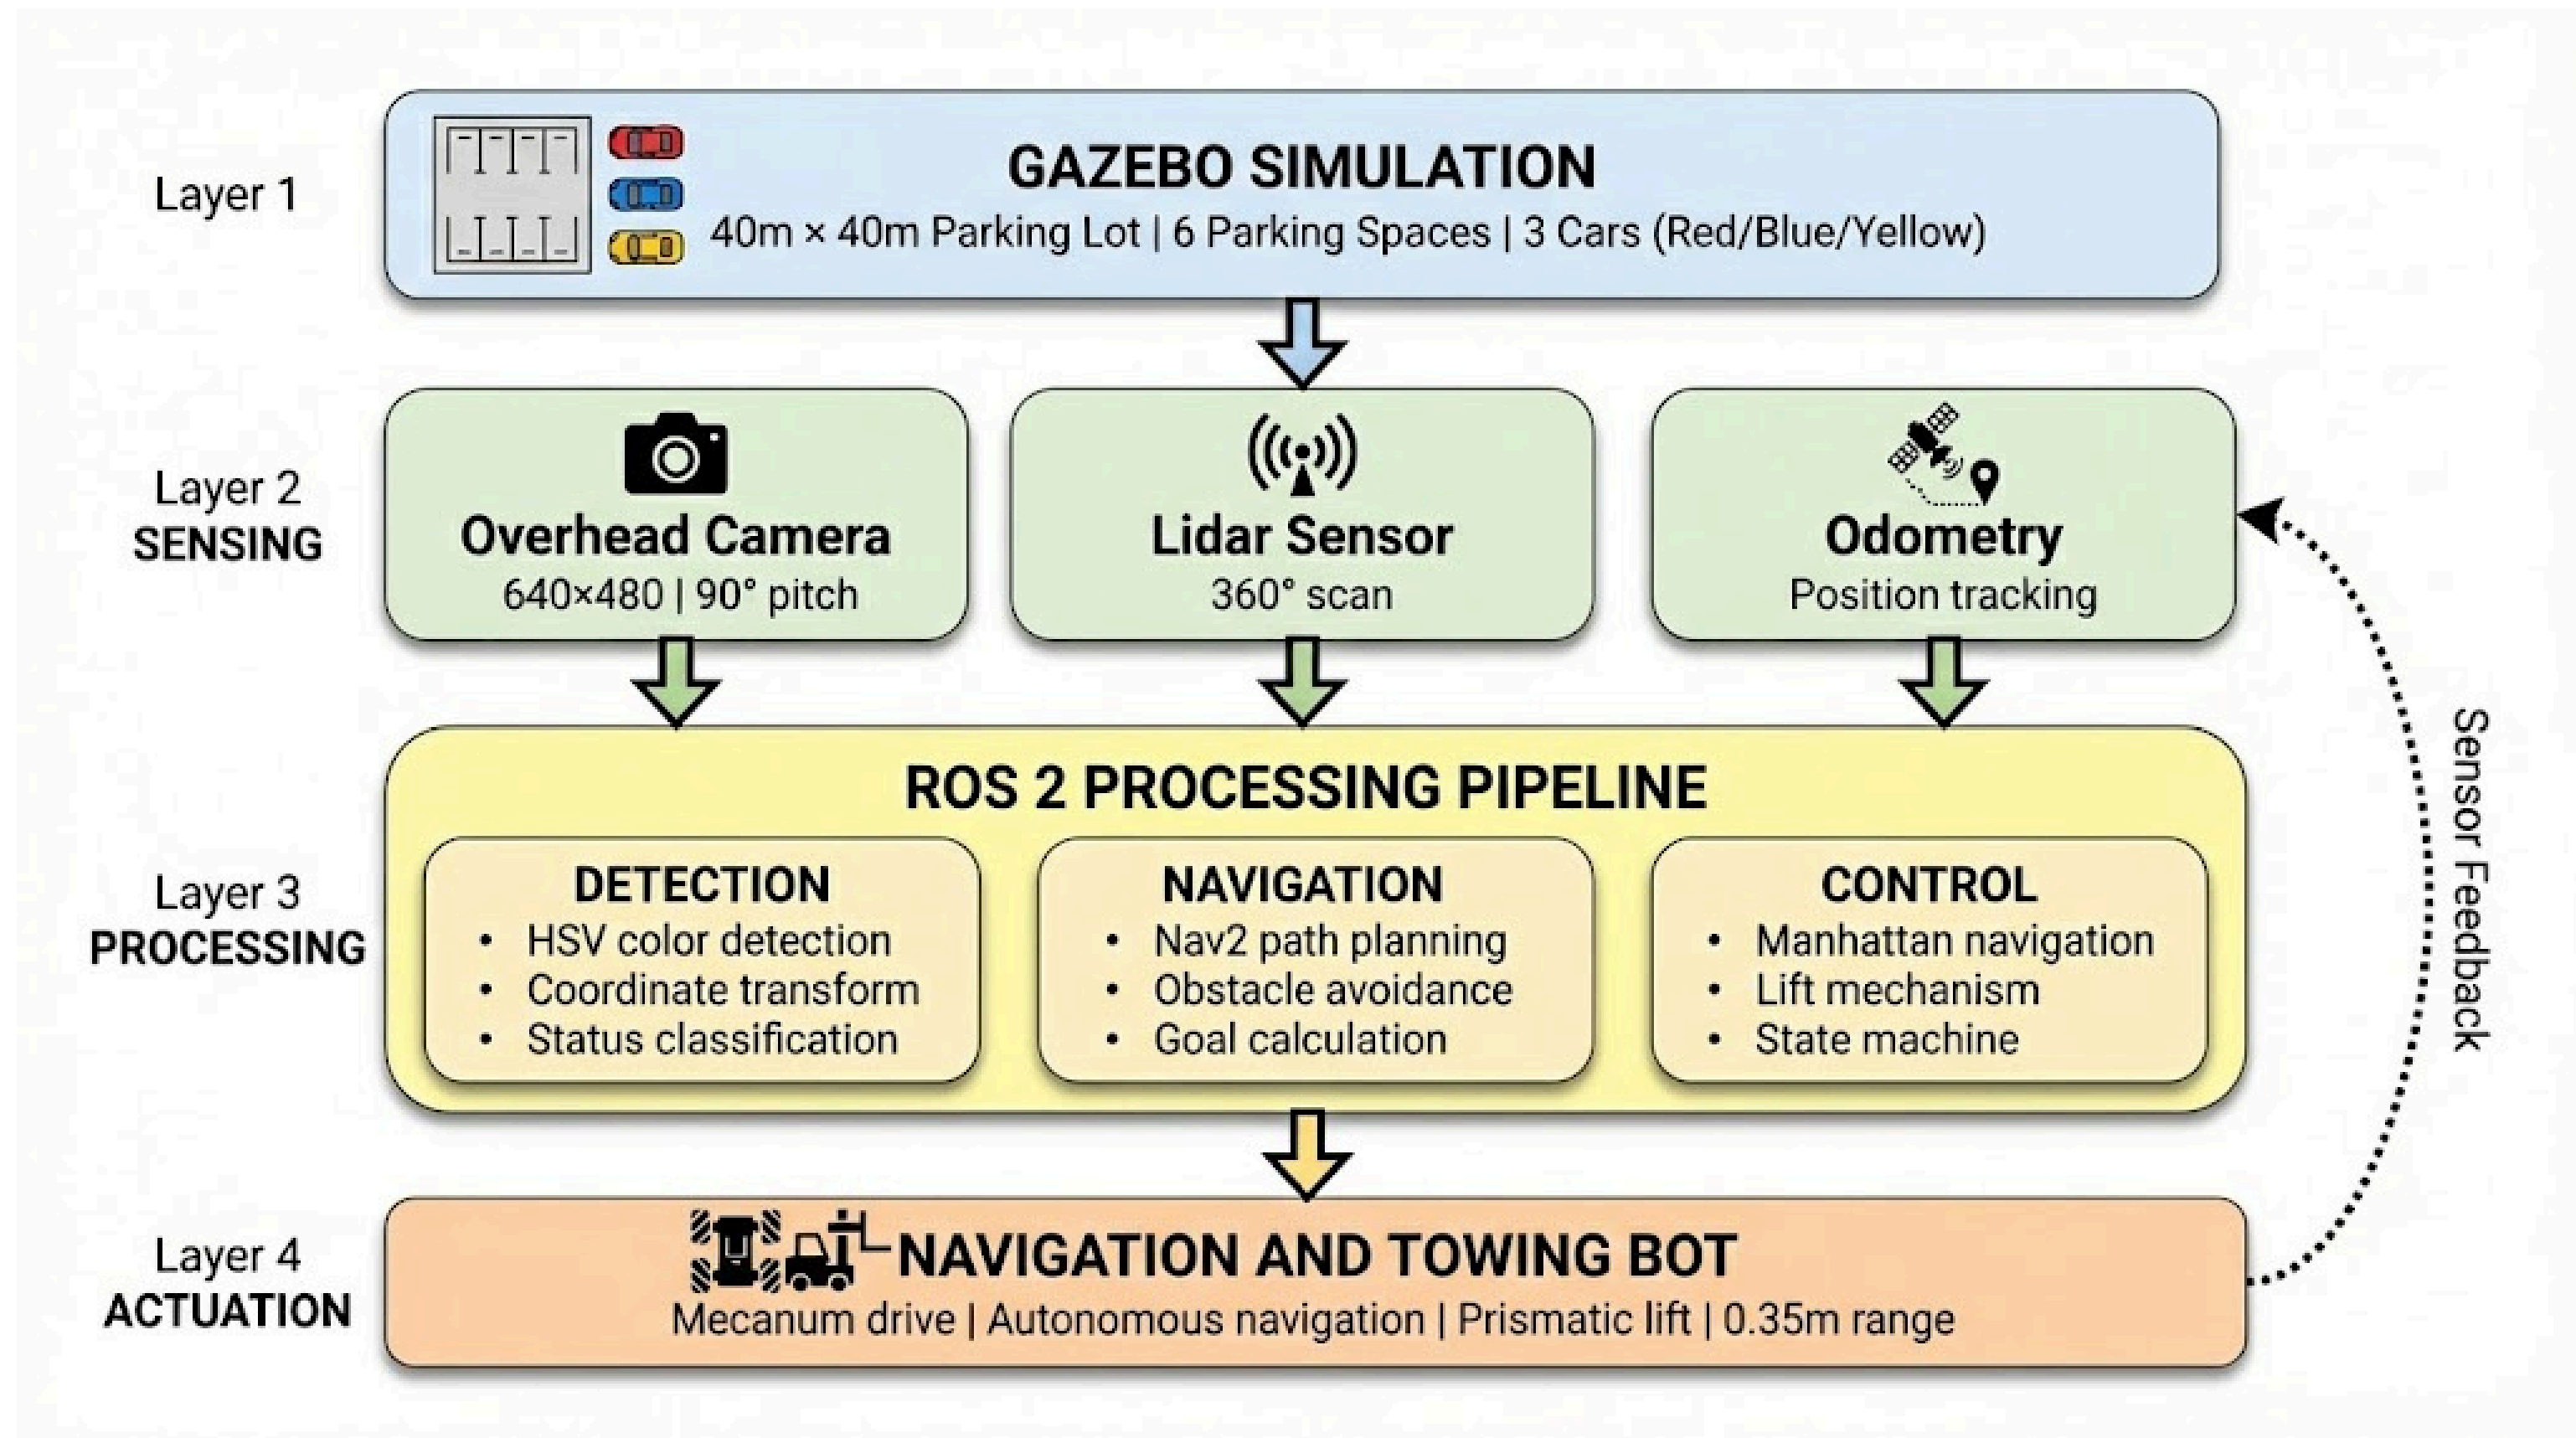 Layer 1
GAZEBO SIMULATION
40m × 40m Parking Lot | 6 Parking Spaces | 3 Cars (Red/Blue/Yellow)
Layer 2
SENSING
Overhead Camera
640×480 | 90° pitch
Lidar Sensor
360° scan
Odometry
Position tracking
Layer 3
PROCESSING
ROS 2 PROCESSING PIPELINE
DETECTION
• HSV color detection
• Coordinate transform
• Status classification
NAVIGATION
• Nav2 path planning
• Obstacle avoidance
• Goal calculation
CONTROL
• Manhattan navigation
• Lift mechanism
• State machine
Sensor Feedback
Layer 4
ACTUATION
NAVIGATION AND TOWING BOT
Mecanum drive | Autonomous navigation | Prismatic lift | 0.35m range